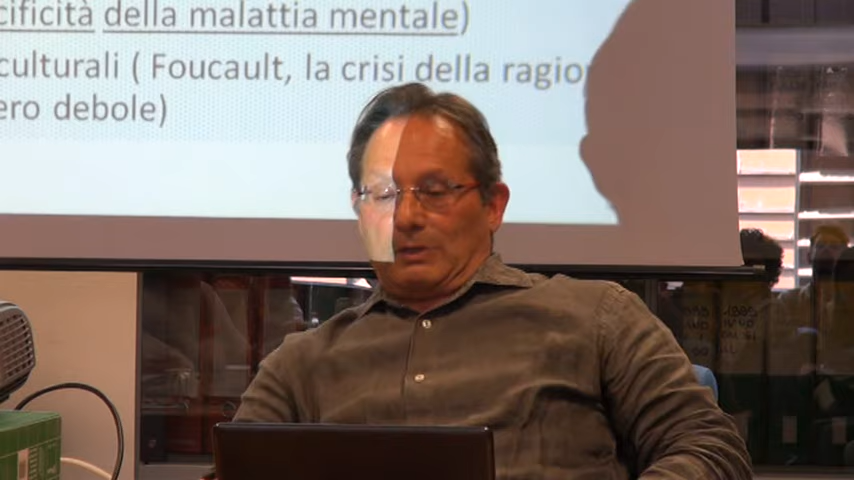 cificità della malattia mentale)
culturali ( Foucault, la crisi della ragio
ero debole)